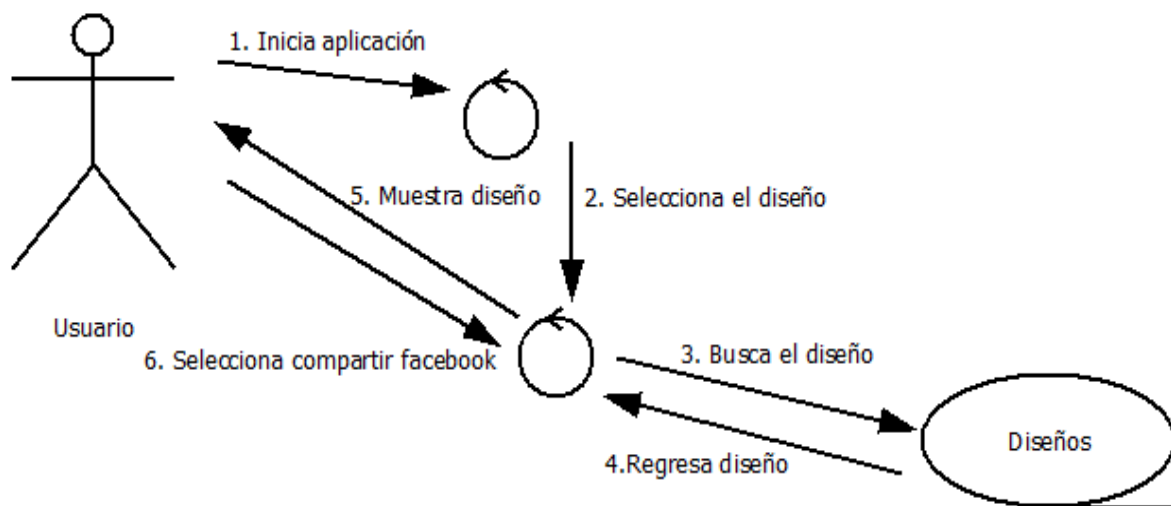 1. Inicia aplicación
5. Muestra diseño
2. Selecciona el diseño
Usuario
6. Selecciona compartir facebook
3. Busca el diseño
Diseños
4.Regresa diseño